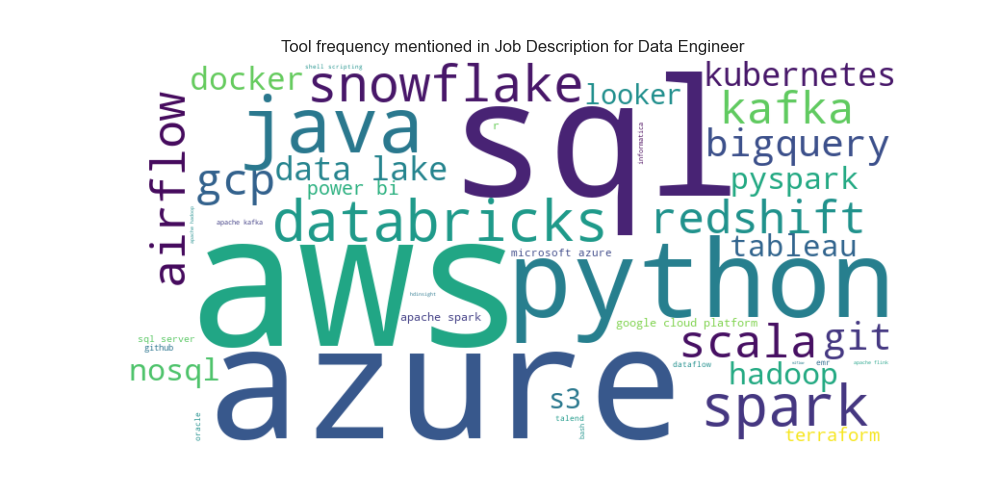 Tool frequency mentioned in Job Description for Data Engineer
shell scripting
docker
snowflake
looker
kubernetes
sql
java
kafka
r
informatica
airflow
bigquery
data lake
gcp
power bi
pyspark
databricks
redshift
apache hadoop
apache kafka
tableau
aws
microsoft azure
python
hdinsight
apache spark
google cloud platform
scala
git
sql server
github
azure
nosql
dataflow
emr
apache flink
hadoop
s3
spark
talend
bash
oracle
terraform